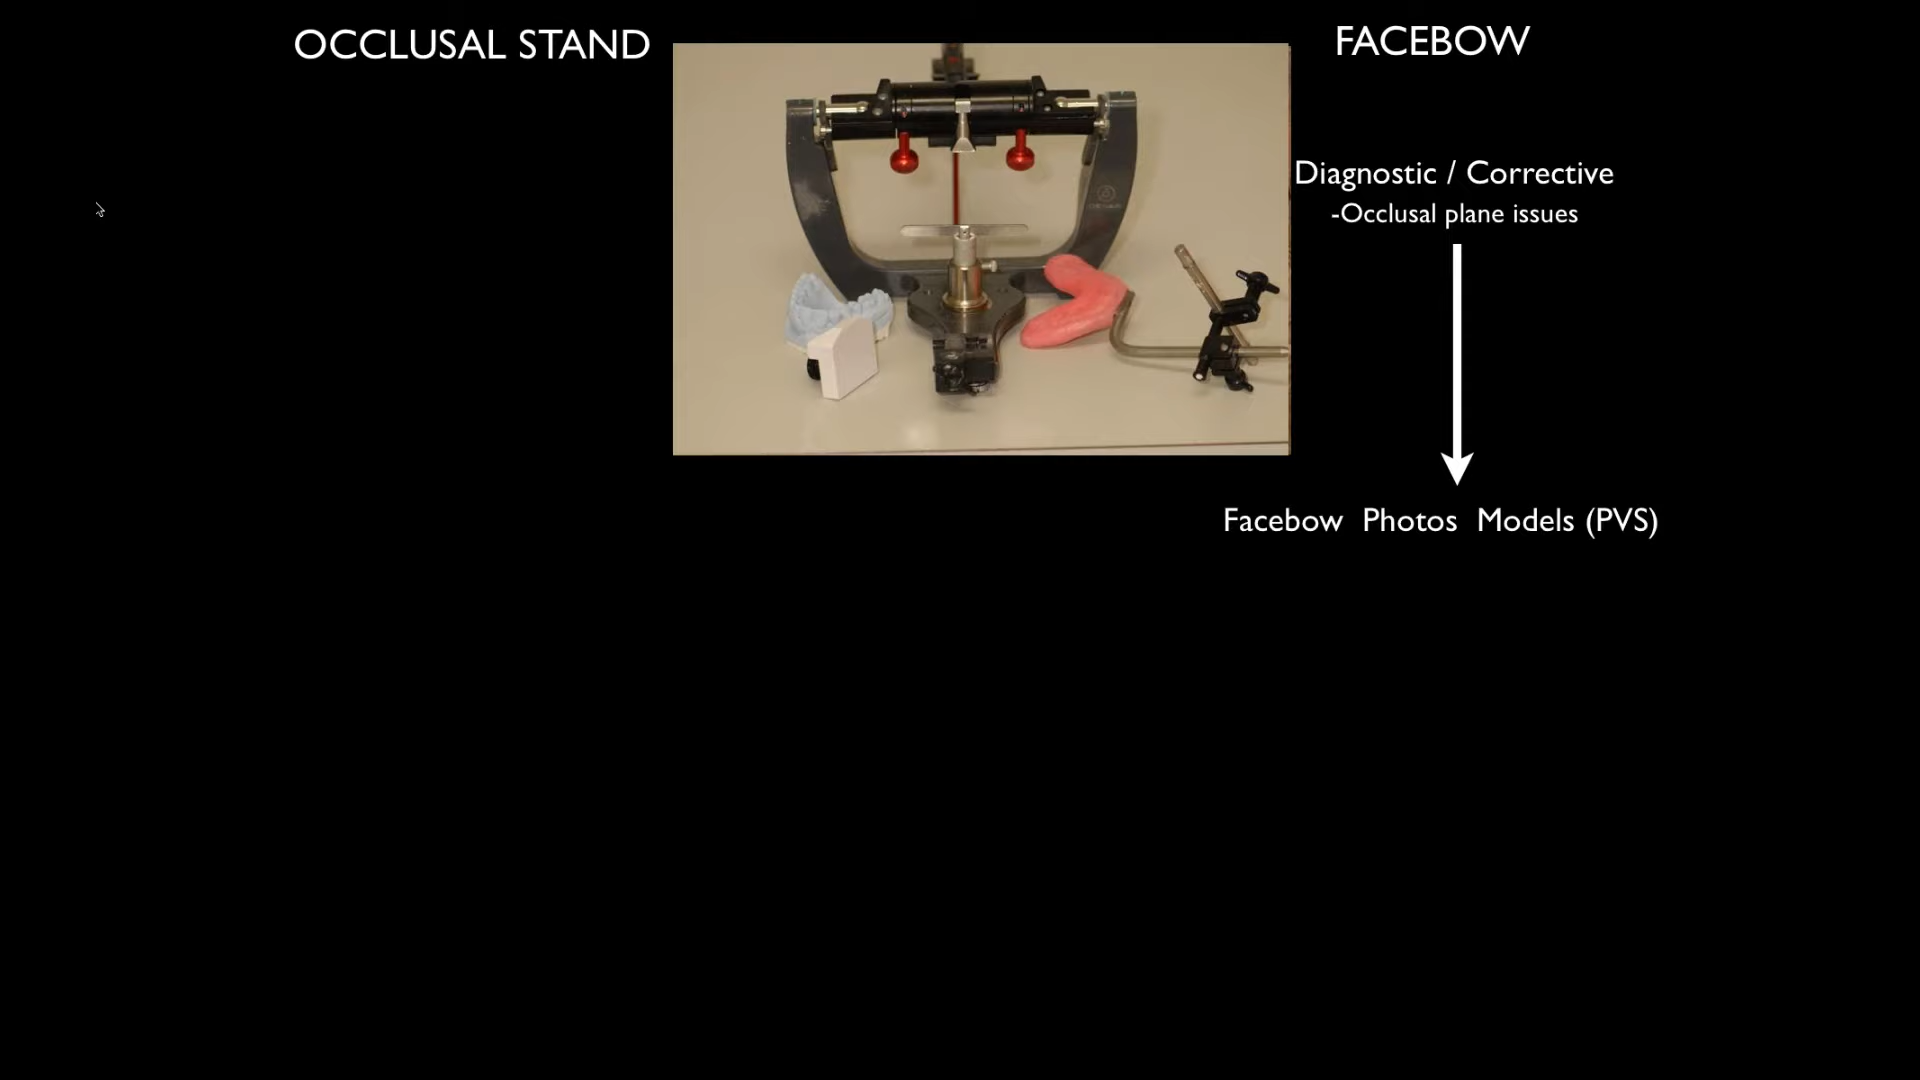 OCCLUSAL STAND
FACEBOW
Diagnostic / Corrective
-Occlusal plane issues
Facebow Photos Models (PVS)